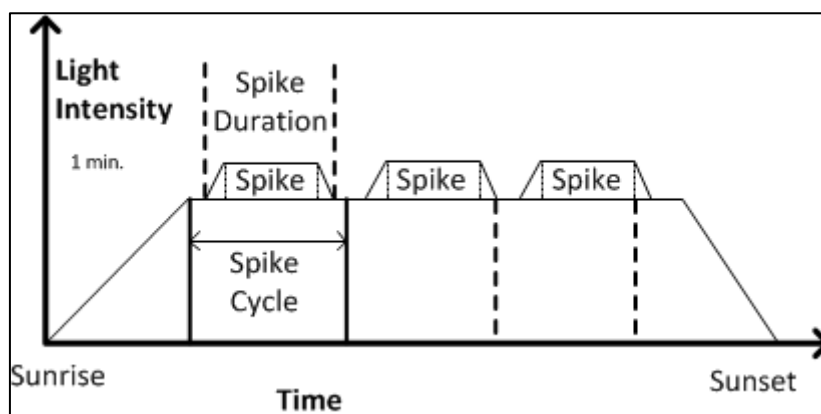 Light
Intensity
1 min.
Spike
Duration
Spike
Spike
Spike
Spike
Cycle
Sunrise
Time
Sunset